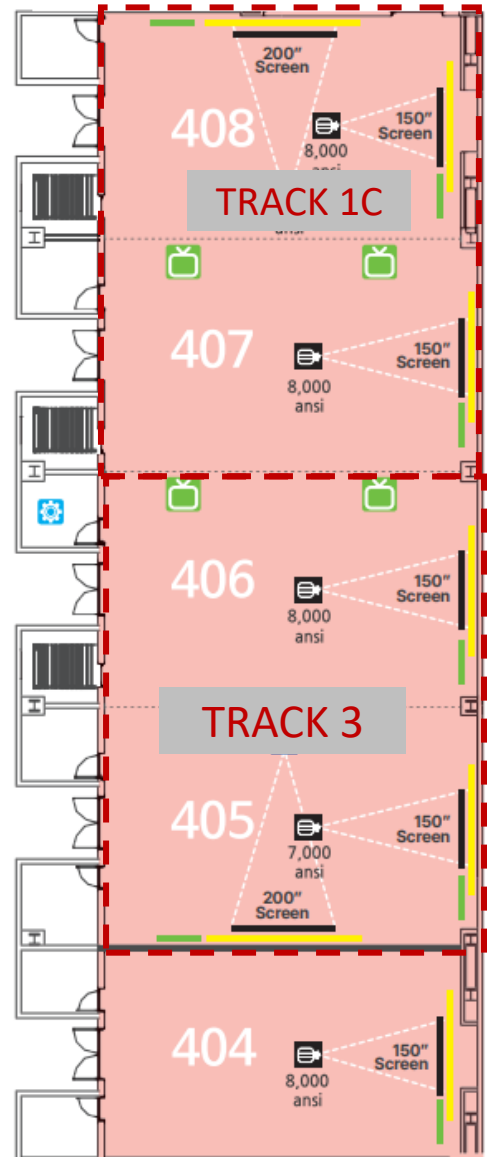 200"
Screen
408
150"
Screen
8,000
ansi
TRACK 1C
ansi
407
150"
Screen
8,000
ansi
406
150"
Screen
8,000
ansi
TRACK 3
405
150"
Screen
7,000
ansi
200"
Screen
404
150"
Screen
8,000
ansi
H
H
H
H
H
H
H
H